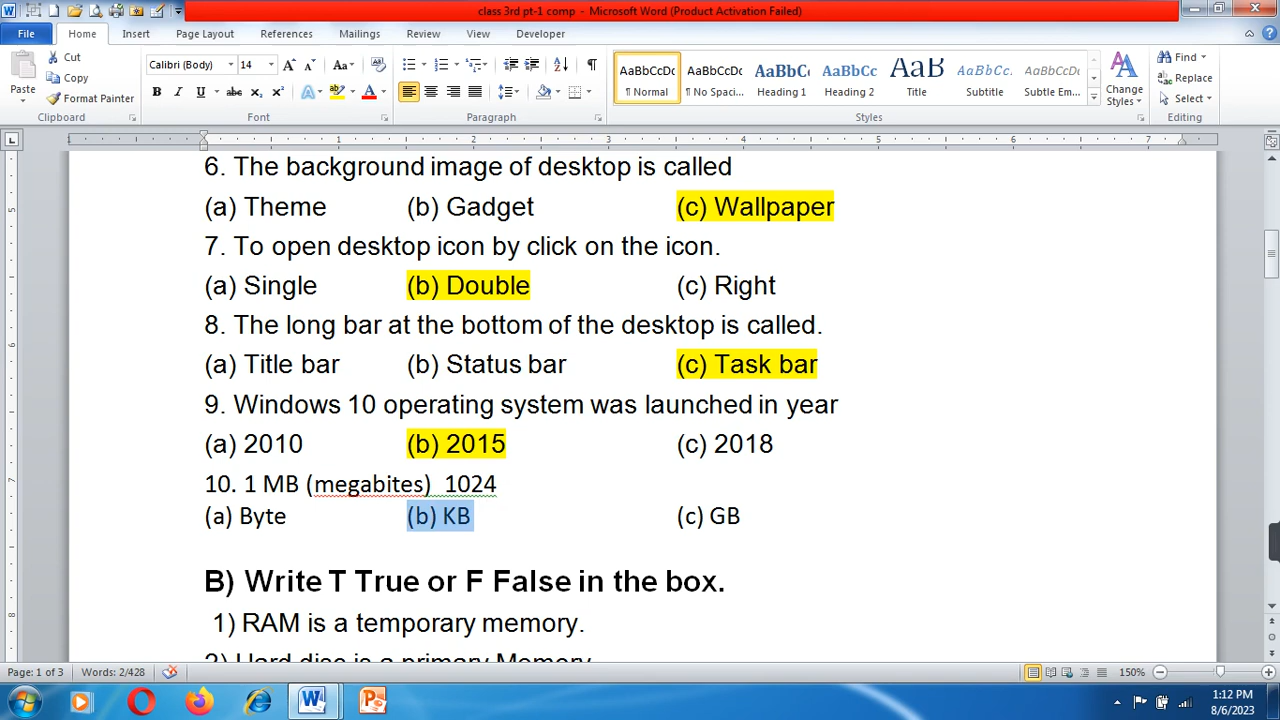 class 3rd pt-1 comp - Microsoft Word (Product Activation Failed)
File Home Insert Page Layout References Mailings Review View Developer
Paste
Cut
Copy
Format Painter
Clipboard
Calibri (Body) 14
Font
Paragraph
AaBbCcDc AaBbCcDc AaBbCc AaBbCc AaB AaBbCc. AaBbCcDc
¶ Normal ¶ No Spaci... Heading 1 Heading 2 Title Subtitle Subtle Em...
Change Styles
Styles
Find
Replace
Select
Editing
6. The background image of desktop is called
(a) Theme (b) Gadget (c) Wallpaper
7. To open desktop icon by click on the icon.
(a) Single (b) Double (c) Right
8. The long bar at the bottom of the desktop is called.
(a) Title bar (b) Status bar (c) Task bar
9. Windows 10 operating system was launched in year
(a) 2010 (b) 2015 (c) 2018
10. 1 MB (megabites) 1024
(a) Byte (b) KB (c) GB
B) Write T True or F False in the box.
1) RAM is a temporary memory.
2) Hard disc is a primary Memory.
Page: 1 of 3 Words: 2/428 150%
1:12 PM
8/6/2023